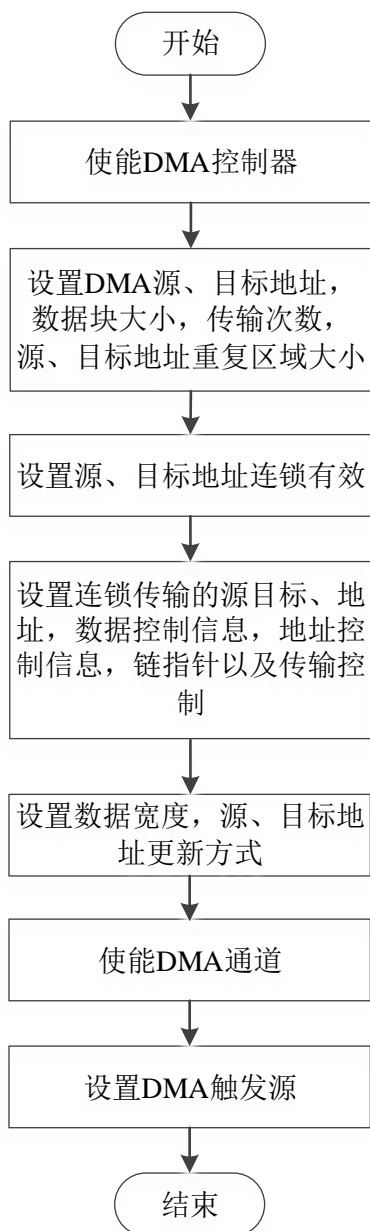 开始
使能DMA控制器
设置DMA源、目标地址，
数据块大小，传输次数，
源、目标地址重复区域大小
设置源、目标地址连锁有效
设置连锁传输的源目标、地
址，数据控制信息，地址控
制信息，链指针以及传输控
制
设置数据宽度，源、目标地
址更新方式
使能DMA通道
设置DMA触发源
结束